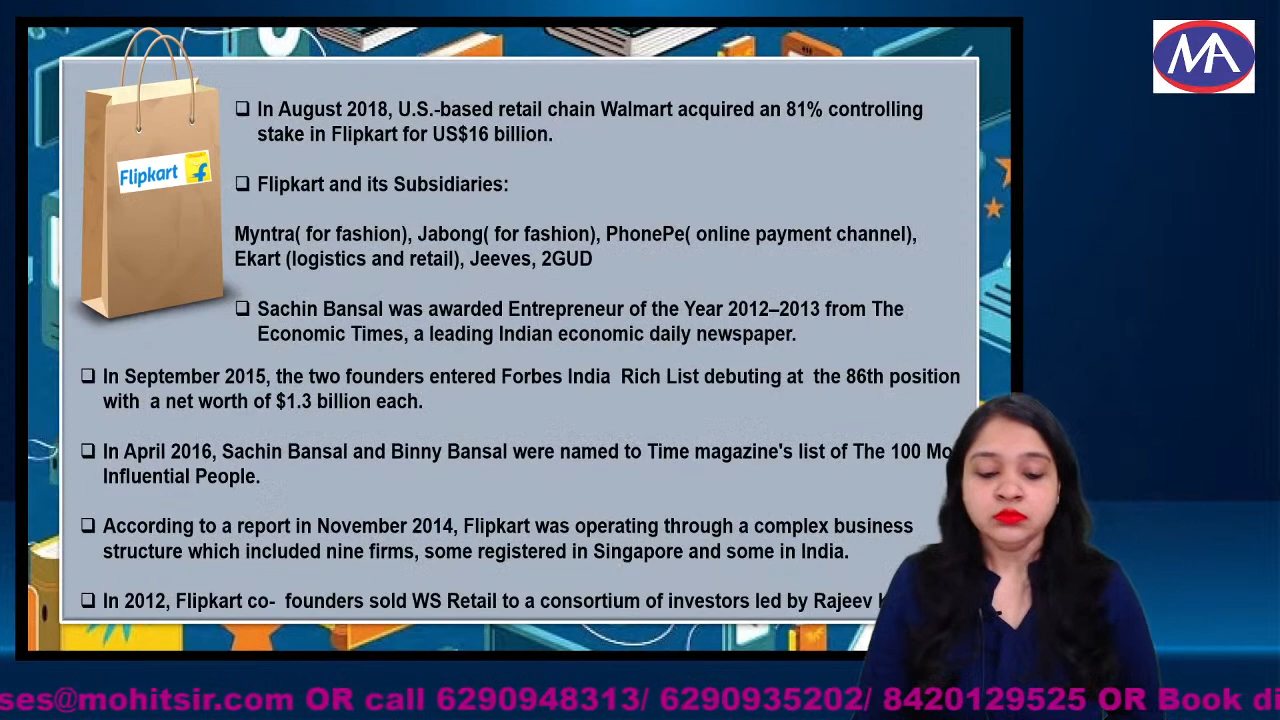 MA
Flipkart
In August 2018, U.S.-based retail chain Walmart acquired an 81% controlling
stake in Flipkart for US$16 billion.
Flipkart and its Subsidiaries:
Myntra( for fashion), Jabong( for fashion), PhonePe( online payment channel),
Ekart (logistics and retail), Jeeves, 2GUD
Sachin Bansal was awarded Entrepreneur of the Year 2012–2013 from The
Economic Times, a leading Indian economic daily newspaper.
In September 2015, the two founders entered Forbes India Rich List debuting at the 86th position
with a net worth of $1.3 billion each.
In April 2016, Sachin Bansal and Binny Bansal were named to Time magazine's list of The 100
Influential People.
According to a report in November 2014, Flipkart was operating through a complex business
structure which included nine firms, some registered in Singapore and some in India.
In 2012, Flipkart co- founders sold WS Retail to a consortium of investors led by Rajeev
ses@mohitsir.com OR call 6290948313/ 6290935202/ 8420129525 OR Book